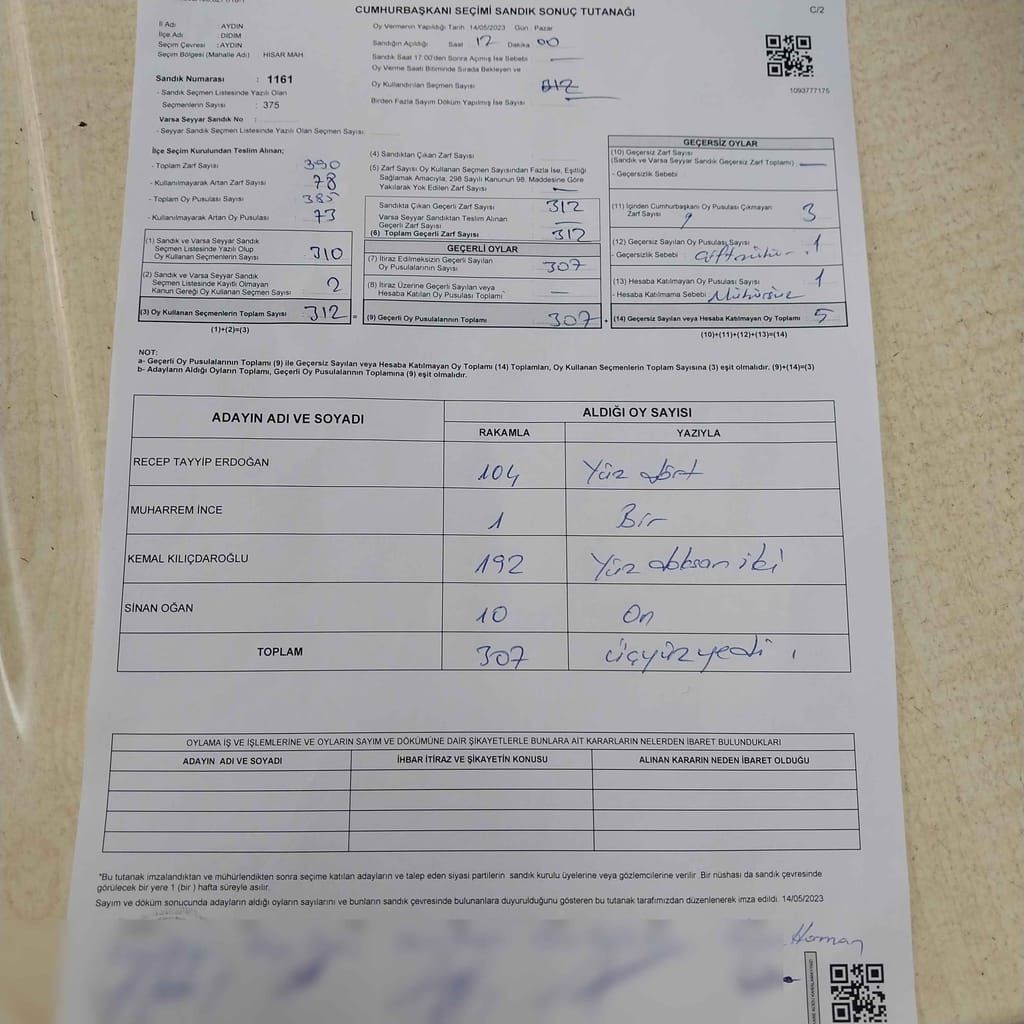 CUMHURBAŞKANI SEÇİMİ SANDIK SONUÇ TUTANAĞI
C/2
İl Adı : AYDIN
İlçe Adı : DİDİM
Seçim Çevresi : AYDIN
Seçim Bölgesi (Mahalle Adı) : HİSAR MAH
Sandık Numarası : 1161
- Sandık Seçmen Listesinde Yazılı Olan
Seçmenlerin Sayısı : 375
Varsa Seyyar Sandık No :
- Seyyar Sandık Listesinde Yazılı Olan Seçmen Sayısı
Oy Vermenin Yapıldığı Tarih 14/05/2023 Gün : Pazar
Sandığın Açıldığı Saat 17 Dakika 00
Sandık Saat 17:00'den Sonra Açmış İse Sebebi
Oy Verme Saati Bitiminde Sırada Bekleyen ve
Oy Kullandırılan Seçmen Sayısı
Birden Fazla Sayım Döküm Yapılmış İse Sayısı
1093777175
İlçe Seçim Kurulundan Teslim Alınan;
- Toplam Zarf Sayısı 390
- Kullanılmayarak Artan Zarf Sayısı 78
- Toplam Oy Pusulası Sayısı 385
- Kullanılmayarak Artan Oy Pusulası 73
(1) Sandık ve Varsa Seyyar Sandık
Seçmen Listesinde Yazılı Olup
Oy Kullanan Seçmenlerin Sayısı 310
(2) Sandık ve Varsa Seyyar Sandık
Seçmen Listesinde Kayıtlı Olmayan
Kanun Gereği Oy Kullanan Seçmen Sayısı 2
(3) Oy Kullanan Seçmenlerin Toplam Sayısı 312 =
(1)+(2)=(3)
(4) Sandıktan Çıkan Zarf Sayısı
(5) Zarf Sayısı Oy Kullanan Seçmen Sayısından Fazla İse, Eşitliği
Sağlamak Amacıyla; 298 Sayılı Kanunun 98. Maddesine Göre
Yakılarak Yok Edilen Zarf Sayısı —
Sandıkta Çıkan Geçerli Zarf Sayısı 312
Varsa Seyyar Sandıktan Teslim Alınan
Geçerli Zarf Sayısı —
(6) Toplam Geçerli Zarf Sayısı 312
GEÇERLİ OYLAR
(7) İtiraz Edilmeksizin Geçerli Sayılan
Oy Pusulalarının Sayısı 307
(8) İtiraz Üzerine Geçerli Sayılan veya
Hesaba Katılan Oy Pusulası Toplamı —
(9) Geçerli Oy Pusulalarının Toplamı 307 +
GEÇERSİZ OYLAR
(10) Geçersiz Zarf Sayısı
(Sandık ve Varsa Seyyar Sandık Geçersiz Zarf Toplamı) —
- Geçersizlik Sebebi
(11) İçinden Cumhurbaşkanı Oy Pusulası Çıkmayan
Zarf Sayısı 3
(12) Geçersiz Sayılan Oy Pusulası Sayısı 1
- Geçersizlik Sebebi
(13) Hesaba Katılmayan Oy Pusulası Sayısı 1
- Hesaba Katılmama Sebebi Mühürsüz
(14) Geçersiz Sayılan veya Hesaba Katılmayan Oy Toplamı 5
(10)+(11)+(12)+(13)=(14)
NOT:
a- Geçerli Oy Pusulalarının Toplamı (9) ile Geçersiz Sayılan veya Hesaba Katılmayan Oy Toplamı (14) Toplamları, Oy Kullanan Seçmenlerin Toplam Sayısına (3) eşit olmalıdır. (9)+(14)=(3)
b- Adayların Aldığı Oyların Toplamı, Geçerli Oy Pusulalarının Toplamına (9) eşit olmalıdır.
ADAYIN ADI VE SOYADI
ALDIĞI OY SAYISI
RAKAMLA YAZIYLA
RECEP TAYYİP ERDOĞAN 104 Yüz dört
MUHARREM İNCE 1 Bir
KEMAL KILIÇDAROĞLU 192 Yüz doksan iki
SİNAN OĞAN 10 On
TOPLAM 307 Üçyüzyedi
OYLAMA İŞ VE İŞLEMLERİNE VE OYLARIN SAYIM VE DÖKÜMÜNE DAİR ŞİKAYETLERLE BUNLARA AİT KARARLARIN NELERDEN İBARET BULUNDUKLARI
ADAYIN ADI VE SOYADI İHBAR İTİRAZ VE ŞİKAYETİN KONUSU ALINAN KARARIN NEDEN İBARET OLDUĞU
*Bu tutanak imzalandıktan ve mühürlendikten sonra seçime katılan adayların ve talep eden siyasi partilerin sandık kurulu üyelerine veya gözlemcilerine verilir. Bir nüshası da sandık çevresinde
görülecek bir yere 1 (bir ) hafta süreyle asılır.
Sayım ve döküm sonucunda adayların aldığı oyların sayılarını ve bunların sandık çevresinde bulunanlara duyurulduğunu gösteren bu tutanak tarafımızdan düzenlenerek imza edildi. 14/05/2023